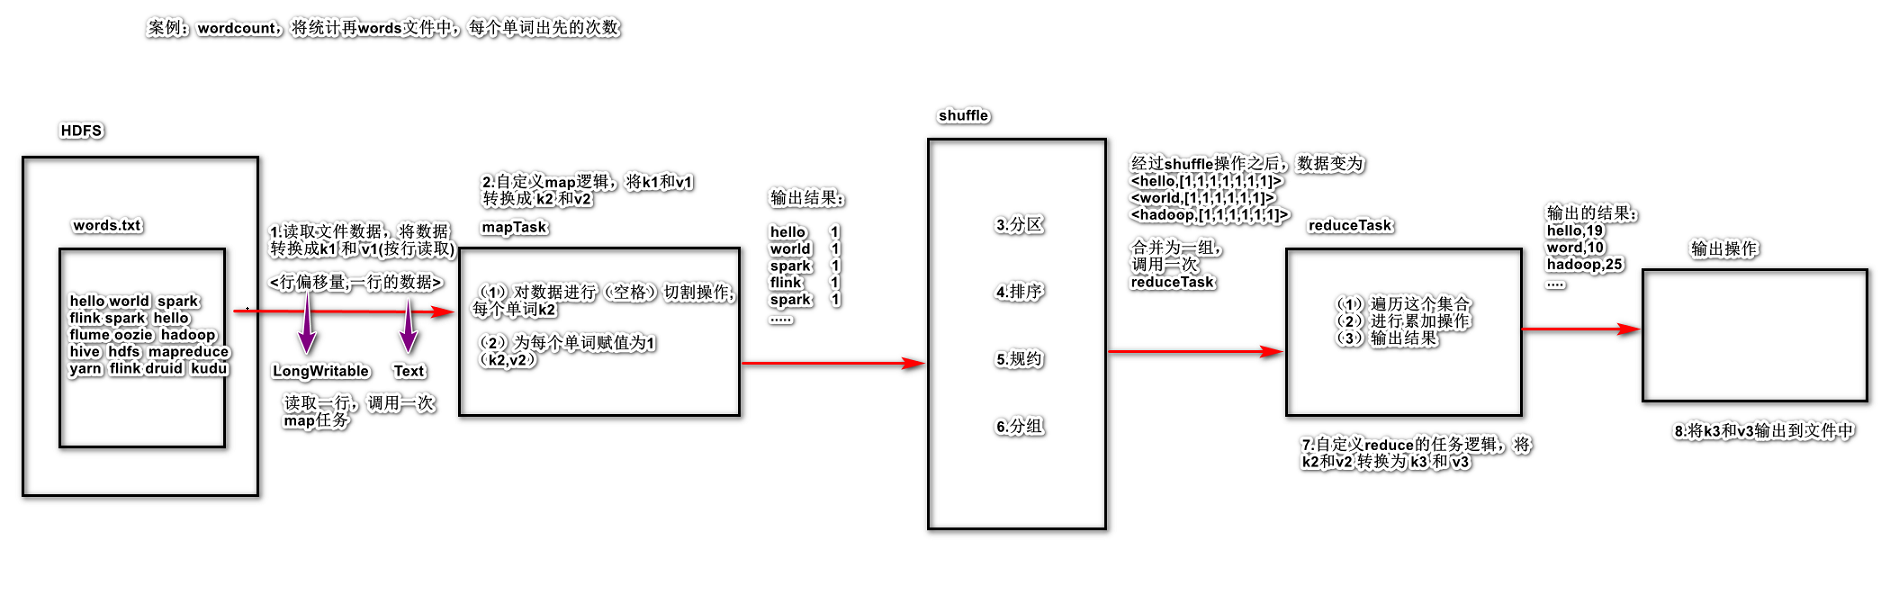 案例：wordcount，将统计再words文件中，每个单词出先的次数
HDFS
words.txt
hello world  spark
flink spark  hello
flume oozie  hadoop
hive  hdfs  mapreduce
yarn  flink druid  kudu
1.读取文件数据，将数据
转换成k1 和 v1(按行读取)
<行偏移量,一行的数据>
LongWritable
Text
读取一行，调用一次
map任务
2.自定义map逻辑，将k1和v1
转换成 k2 和v2
mapTask
（1）对数据进行（空格）切割操作,
每个单词k2
（2）为每个单词赋值为1
（k2,v2）
输出结果：
hello 1
world 1
spark 1
flink 1
spark 1
.....
shuffle
3.分区
4.排序
5.规约
6.分组
经过shuffle操作之后，数据变为
<hello,[1,1,1,1,1,1,1]>
<world,[1,1,1,1,1,1]>
<hadoop,[1,1,1,1,1,1]>
合并为一组，
调用一次
reduceTask
reduceTask
（1）遍历这个集合
（2）进行累加操作
（3）输出结果
7.自定义reduce的任务逻辑，将
k2和v2 转换为 k3 和 v3
输出的结果：
hello,19
word,10
hadoop,25
....
输出操作
8.将k3和v3输出到文件中